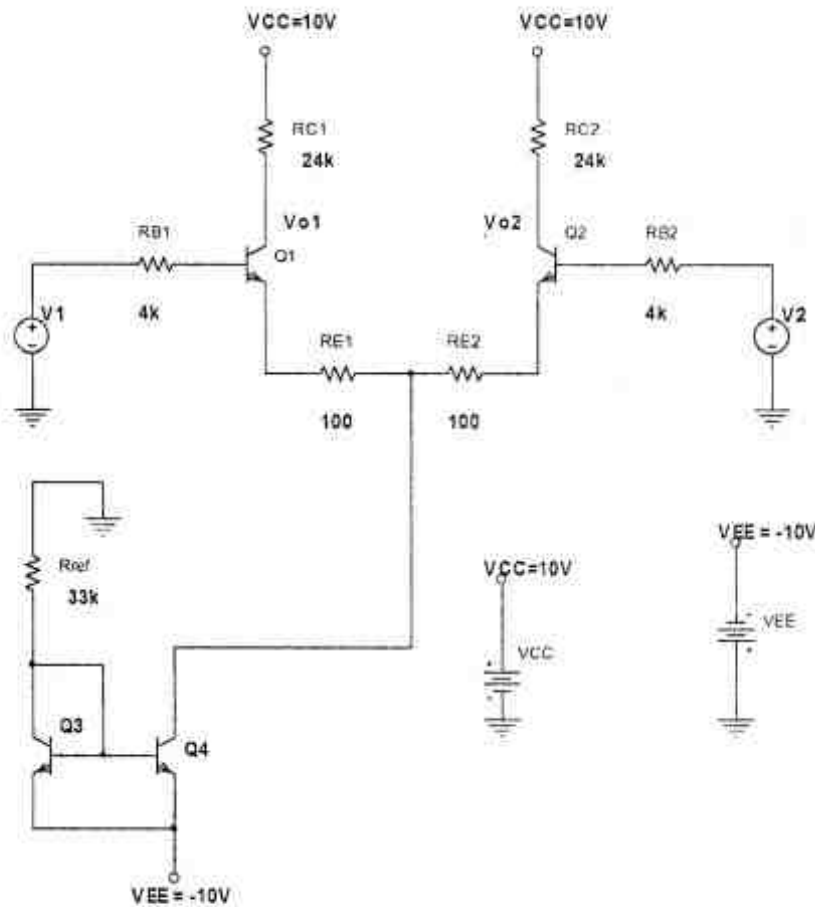 VCC=10V
VCC=10V
RC1
24k
RC2
24k
Vo1
Vo2
RB1
Q1
Q2
RB2
4k
4k
V1
V2
RE1
RE2
100
100
Rref
33k
VEE = -10V
VCC=10V
VEE
VCC
Q3
Q4
VEE = -10V